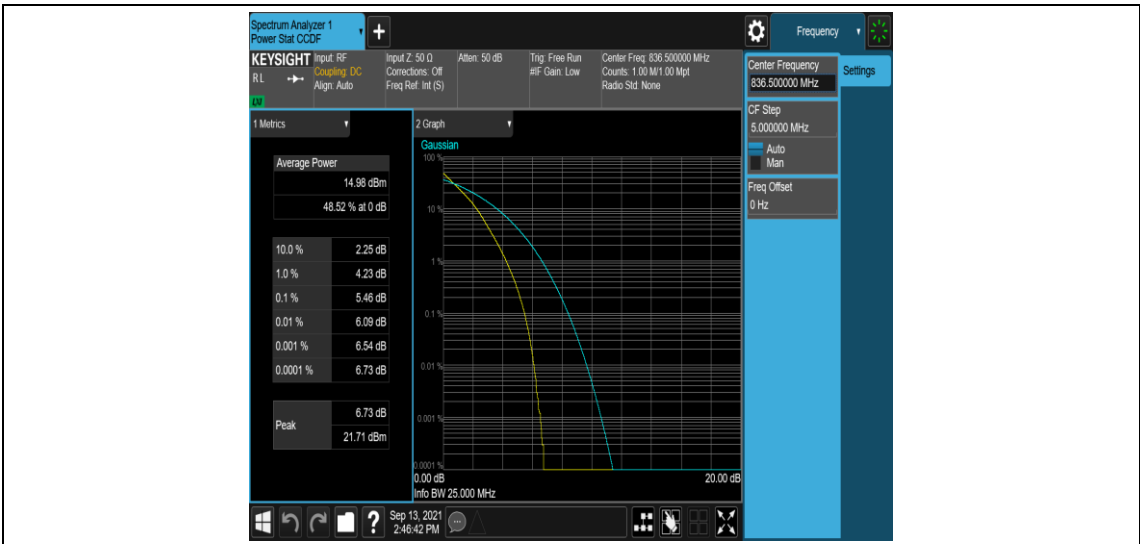 Spectrum Analyzer 1
Power Stat CCDF
+
Frequency
KEYSIGHT
RL
LXI
Input: RF
Coupling: DC
Align: Auto
Input Z: 50 Ω
Corrections: Off
Freq Ref: Int (S)
Atten: 50 dB
Trig: Free Run
#IF Gain: Low
Center Freq: 836.500000 MHz
Counts: 1.00 M/1.00 Mpt
Radio Std: None
Center Frequency
836.500000 MHz
Settings
CF Step
5.000000 MHz
Auto
Man
Freq Offset
0 Hz
1 Metrics
Average Power
14.98 dBm
48.52 % at 0 dB
10.0 % 2.25 dB
1.0 % 4.23 dB
0.1 % 5.46 dB
0.01 % 6.09 dB
0.001 % 6.54 dB
0.0001 % 6.73 dB
Peak
6.73 dB
21.71 dBm
2 Graph
Gaussian
100 %
10 %
1 %
0.1 %
0.01 %
0.001 %
0.0001 %
0.00 dB
20.00 dB
Info BW 25.000 MHz
?
Sep 13, 2021
2:46:42 PM